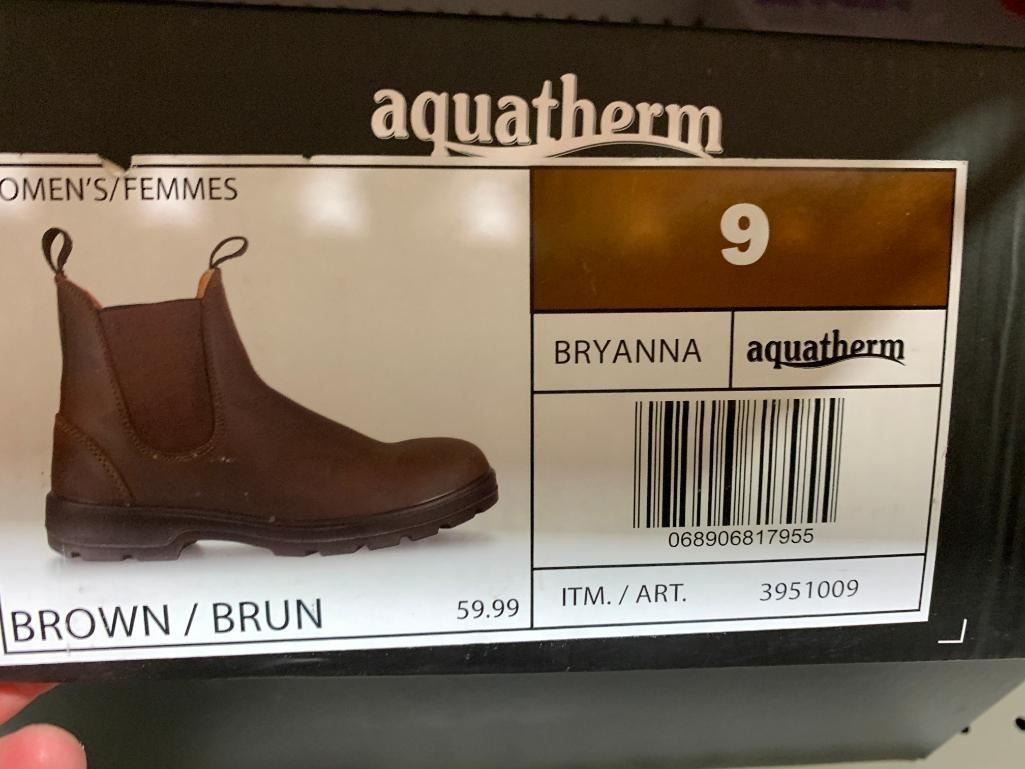 aquatherm
OMEN'S/FEMMES
9
BRYANNA
aquatherm
068906817955
BROWN / BRUN
59.99
ITM. / ART.
3951009